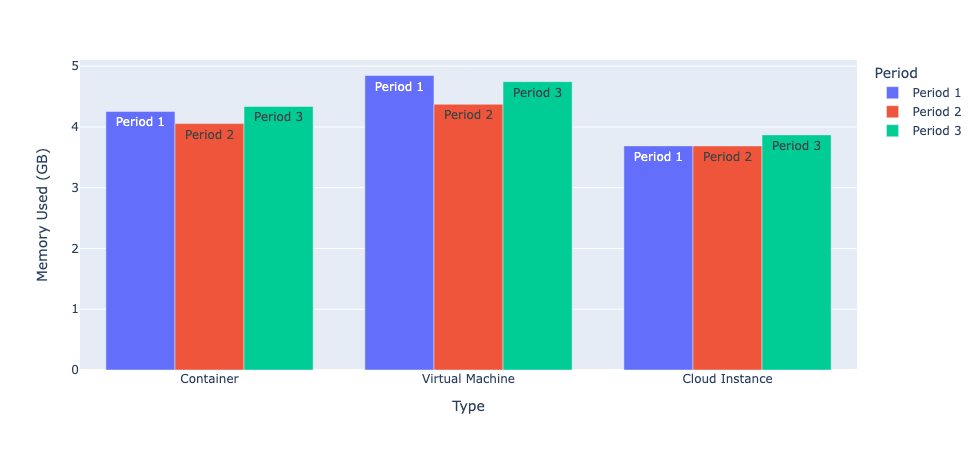 5
4
3
2
1
0
Memory Used (GB)
Period 1
Period 2
Period 3
Period 1
Period 2
Period 3
Period 1
Period 2
Period 3
Container
Virtual Machine
Cloud Instance
Type
Period
Period 1
Period 2
Period 3